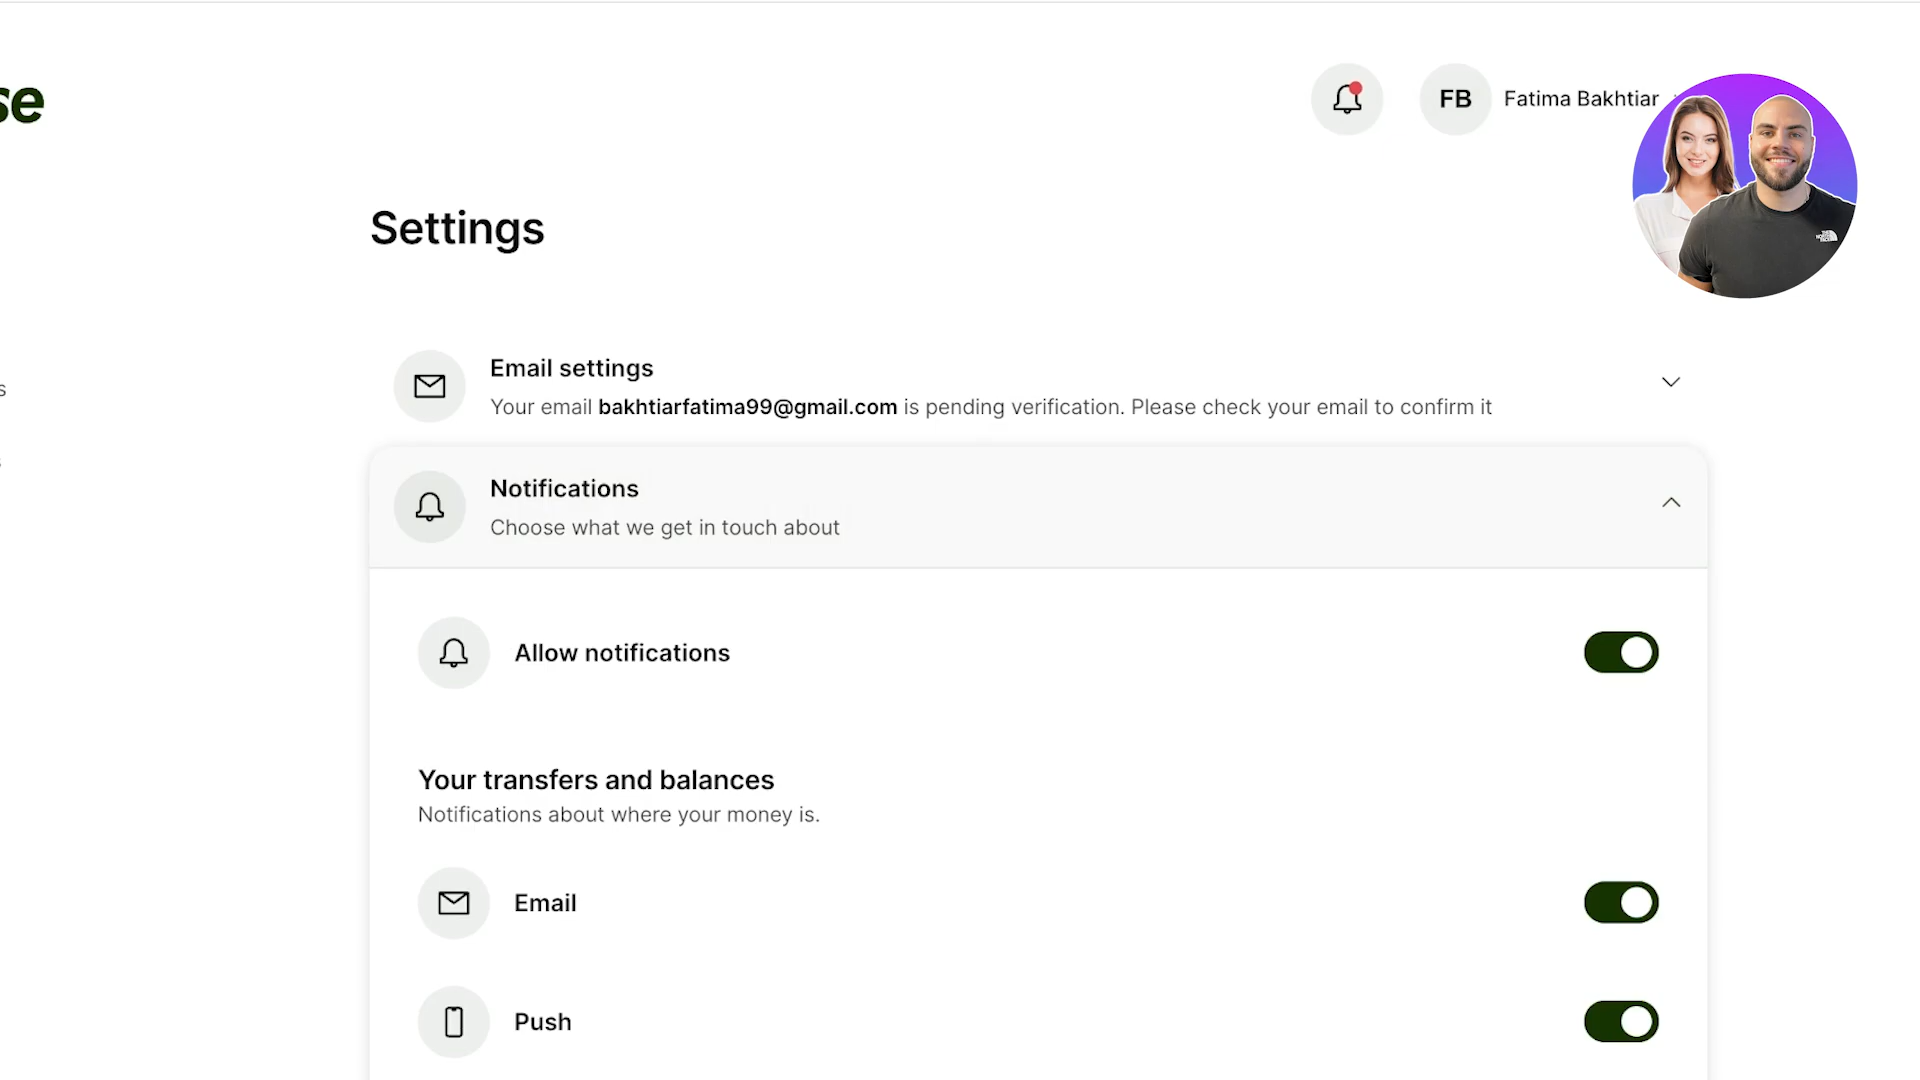 se
FB
Fatima Bakhtiar
Settings
Email settings
Your email bakhtiarfatima99@gmail.com is pending verification. Please check your email to confirm it
s
Notifications
Choose what we get in touch about
Allow notifications
Your transfers and balances
Notifications about where your money is.
Email
Push